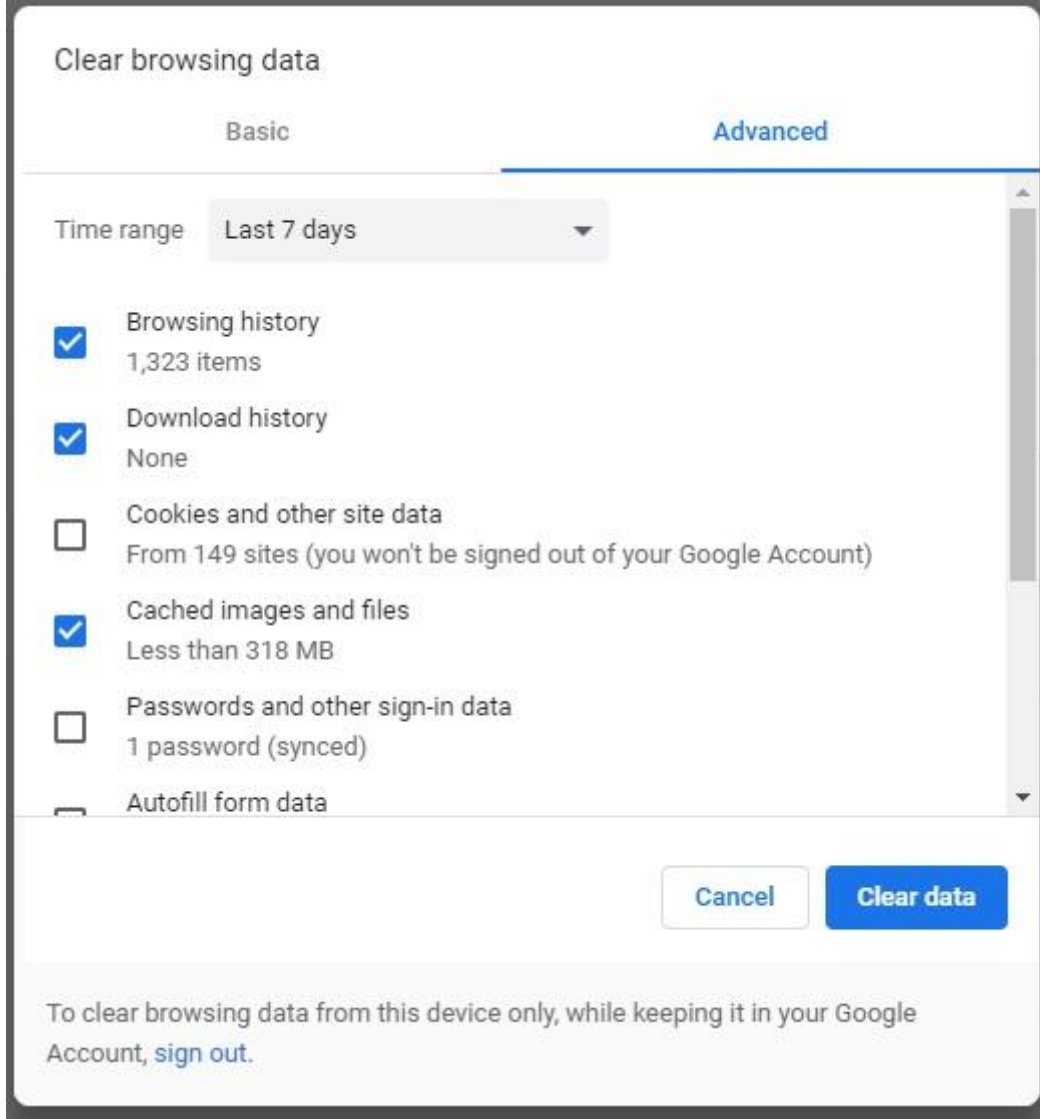 Clear browsing data
Basic
Advanced
Time range
Last 7 days
Browsing history
1,323 items
Download history
None
Cookies and other site data
From 149 sites (you won't be signed out of your Google Account)
Cached images and files
Less than 318 MB
Passwords and other sign-in data
1 password (synced)
Autofill form data
Cancel
Clear data
To clear browsing data from this device only, while keeping it in your Google
Account, sign out.